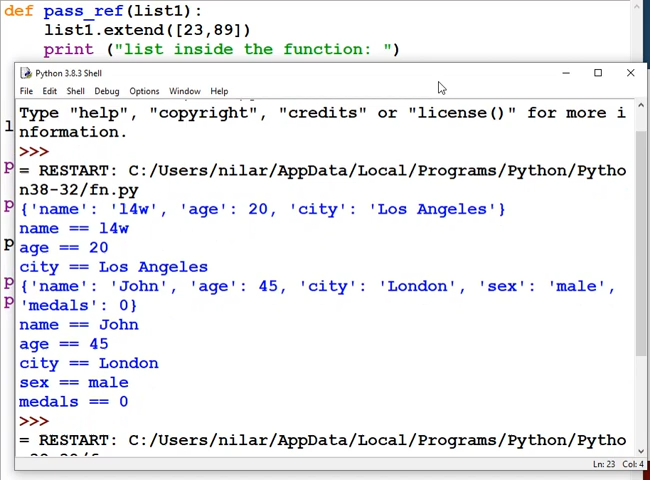 def pass_ref(list1):
list1.extend([23,89])
print ("list inside the function: ")
Python 3.8.3 Shell
File Edit Shell Debug Options Window Help
Type "help", "copyright", "credits" or "license()" for more i
nformation.
>>>
= RESTART: C:/Users/nilar/AppData/Local/Programs/Python/Pytho
n38-32/fn.py
{'name': 'l4w', 'age': 20, 'city': 'Los Angeles'}
name == l4w
age == 20
city == Los Angeles
{'name': 'John', 'age': 45, 'city': 'London', 'sex': 'male',
'medals': 0}
name == John
age == 45
city == London
sex == male
medals == 0
>>>
= RESTART: C:/Users/nilar/AppData/Local/Programs/Python/Pytho
Ln: 23 Col: 4